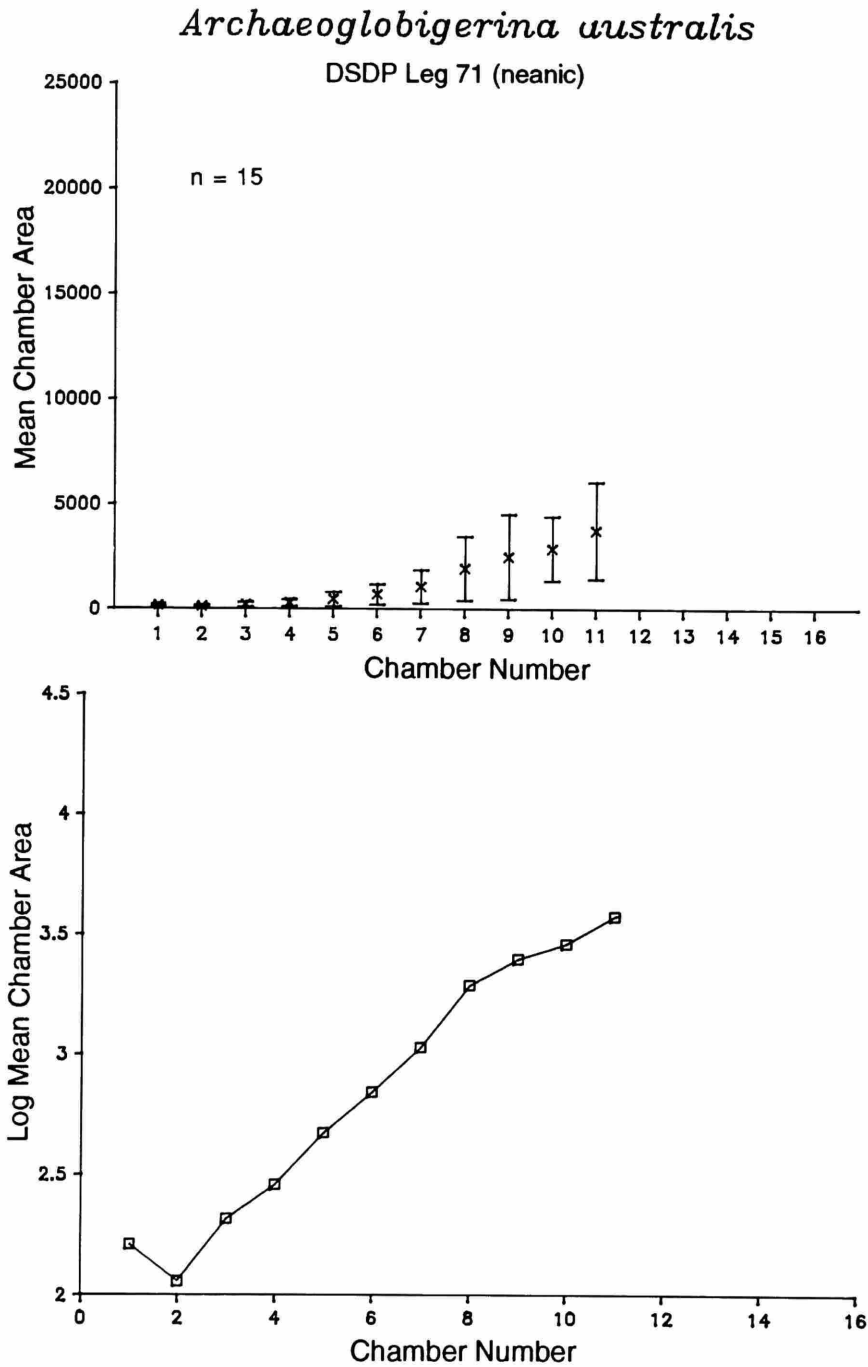 Archaeoglobigerina australis
DSDP Leg 71 (neanic)
25000
20000
15000
10000
5000
0
n = 15
Mean Chamber Area
1 2 3 4 5 6 7 8 9 10 11 12 13 14 15 16
Chamber Number
4.5
4
3.5
3
2.5
2
Log Mean Chamber Area
0 2 4 6 8 10 12 14 16
Chamber Number